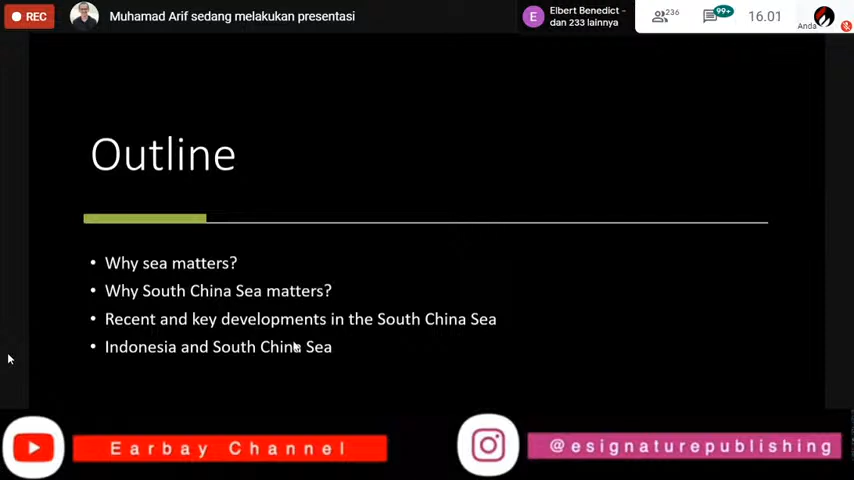 REC
Muhamad Arif sedang melakukan presentasi
E
Elbert Benedict -
dan 233 lainnya
236
99+
16.01
Anda
Outline
• Why sea matters?
• Why South China Sea matters?
• Recent and key developments in the South China Sea
• Indonesia and South China Sea
Earbay Channel
@esignaturepublishing